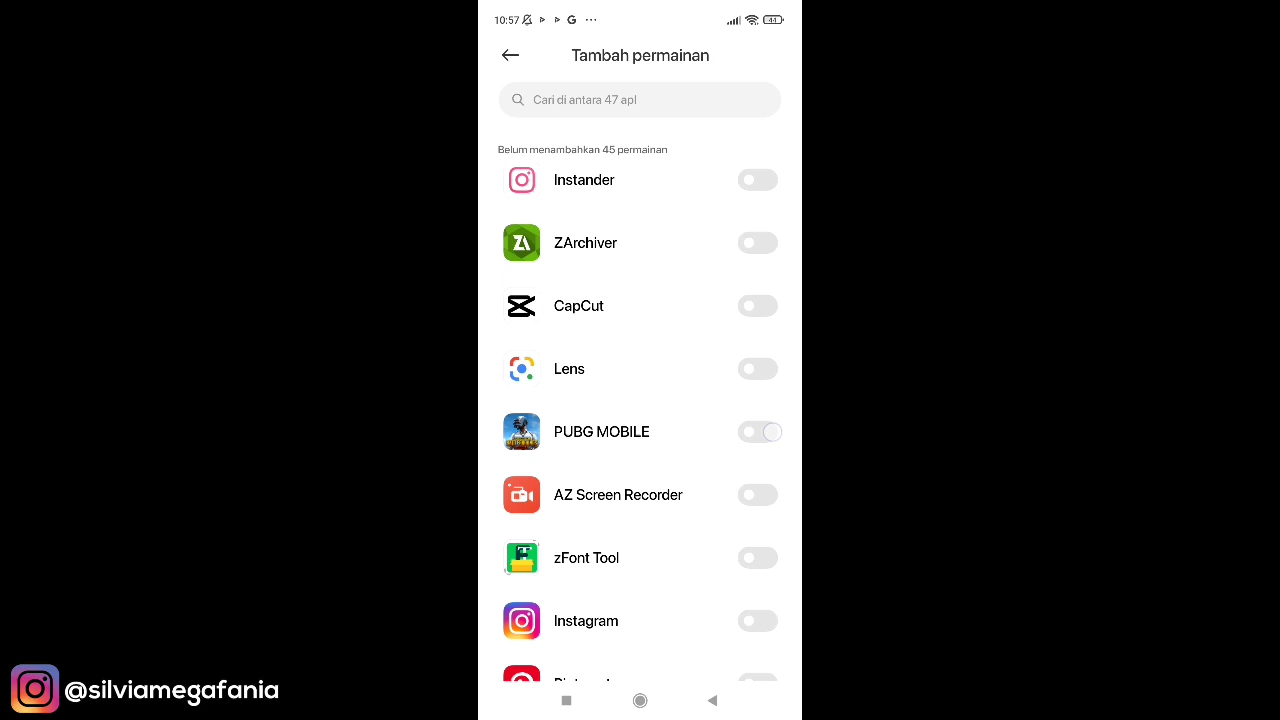 10:57
44
Tambah permainan
Cari di antara 47 apl
Belum menambahkan 45 permainan
Instander
ZArchiver
CapCut
Lens
PUBG MOBILE
AZ Screen Recorder
zFont Tool
Instagram
@silviamegafania